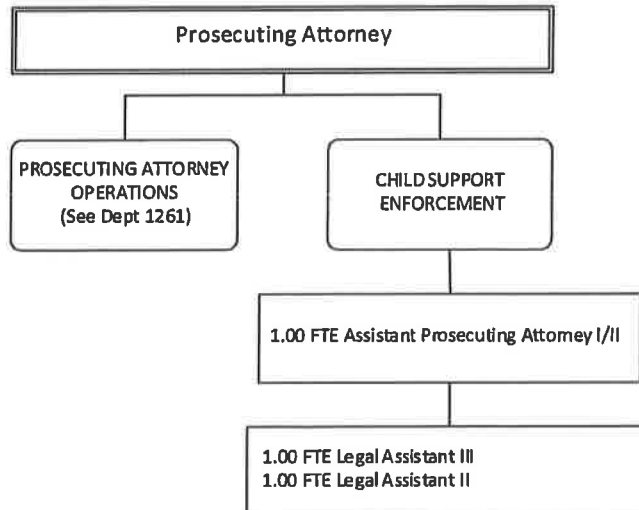 Prosecuting Attorney
PROSECUTING ATTORNEY
OPERATIONS
(See Dept 1261)
CHILD SUPPORT
ENFORCEMENT
1.00 FTE Assistant Prosecuting Attorney I/II
1.00 FTE Legal Assistant III
1.00 FTE Legal Assistant II